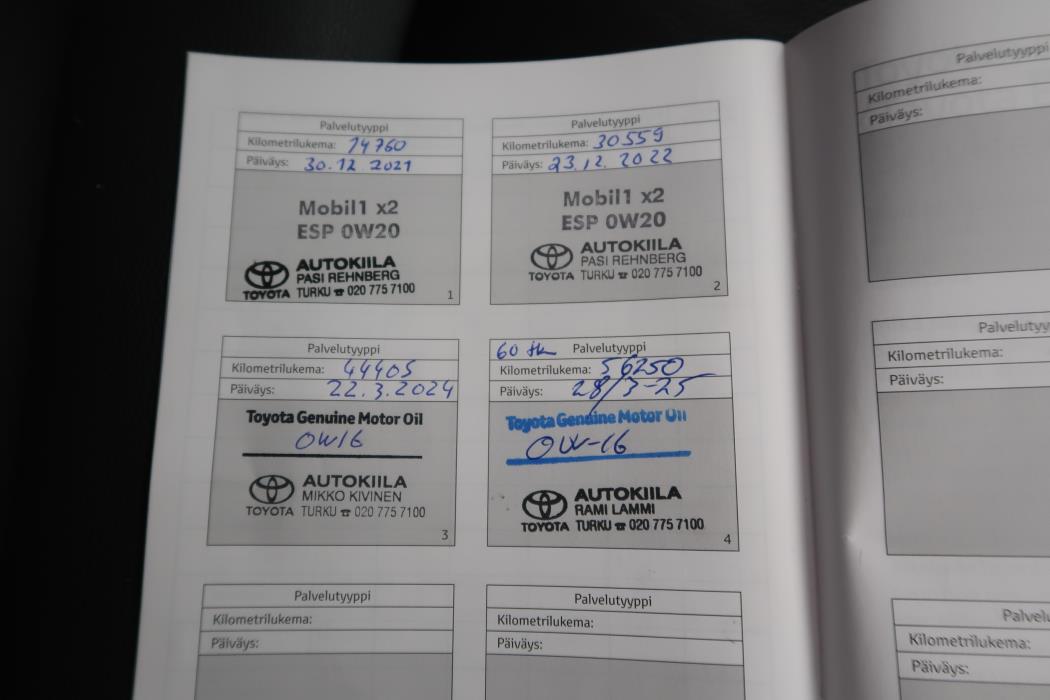 Palvelutyyppi
Kilometrilukema: 14760
Päiväys: 30.12 2021
Mobil1 x2
ESP 0W20
AUTOKIILA
PASI REHNBERG
TOYOTA TURKU ☎ 020 775 7100
1
Palvelutyyppi
Kilometrilukema: 30559
Päiväys: 23.12. 2022
Mobil1 x2
ESP 0W20
AUTOKIILA
PASI REHNBERG
TOYOTA TURKU ☎ 020 775 7100
2
Palvelutyyppi
Kilometrilukema: 44405
Päiväys: 22.3.2024
Toyota Genuine Motor Oil
0W16
AUTOKIILA
MIKKO KIVINEN
TOYOTA TURKU ☎ 020 775 7100
3
60 tkm Palvelutyyppi
Kilometrilukema: 56250
Päiväys: 28/3-25
Toyota Genuine Motor Oil
0W-16
AUTOKIILA
RAMI LAMMI
TOYOTA TURKU ☎ 020 775 7100
4
Palvelutyyppi
Kilometrilukema:
Päiväys:
Palvelutyyppi
Kilometrilukema:
Päiväys:
Palvelutyyppi
Kilometrilukema:
Päiväys:
Palvelutyy
Kilometrilukema:
Päiväys:
Palvelu
Kilometrilukema:
Päiväys: